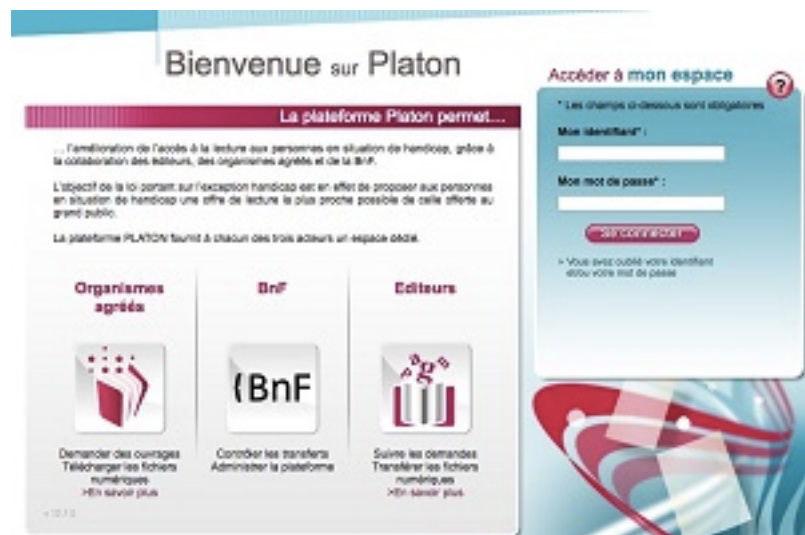 Bienvenue sur Platon
La plateforme Platon permet...
... l'amélioration de l'accès à la lecture aux personnes en situation de handicap, grâce à
la collaboration des éditeurs, des organismes agréés et de la BnF.
L'objectif de la loi portant sur l'exception handicap est en effet de proposer aux personnes
en situation de handicap une offre de lecture la plus proche possible de celle offerte au
grand public.
La plateforme PLATON fournit à chacun des trois acteurs un espace dédié.
Organismes
agréés
Demander des ouvrages
Télécharger les fichiers
numériques
>En savoir plus
BnF
(BnF
Contrôler les transferts
Administrer la plateforme
Editeurs
Page
Suivre les demandes
Transférer les fichiers
numériques
>En savoir plus
Accéder à mon espace
?
* Les champs ci-dessous sont obligatoires
Mon identifiant* :
Mon mot de passe* :
Se connecter
> Vous avez oublié votre identifiant
et/ou votre mot de passe